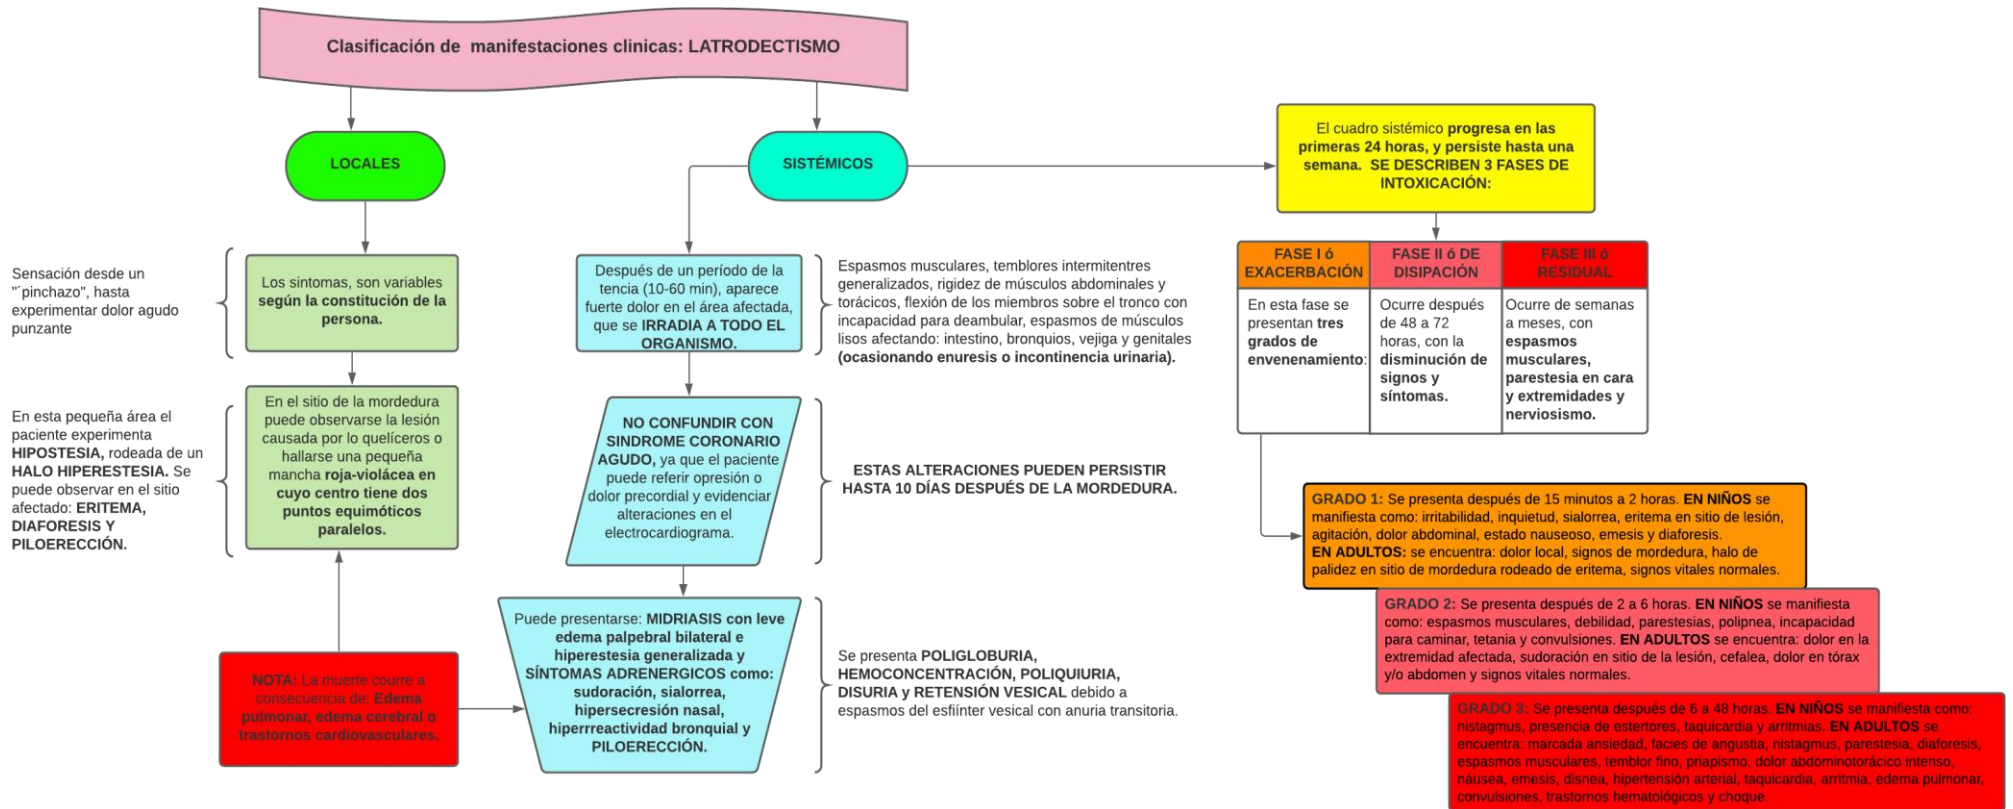 Clasificación de manifestaciones clinicas: LATRODECTISMO
LOCALES
SISTÉMICOS
El cuadro sistémico progresa en las
primeras 24 horas, y persiste hasta una
semana. SE DESCRIBEN 3 FASES DE
INTOXICACIÓN:
Sensación desde un
"´pinchazo", hasta
experimentar dolor agudo
punzante
Los sintomas, son variables
según la constitución de la
persona.
En esta pequeña área el
paciente experimenta
HIPOSTESIA, rodeada de un
HALO HIPERESTESIA. Se
puede observar en el sitio
afectado: ERITEMA,
DIAFORESIS Y
PILOERECCIÓN.
En el sitio de la mordedura
puede observarse la lesión
causada por lo quelíceros o
hallarse una pequeña
mancha roja-violácea en
cuyo centro tiene dos
puntos equimóticos
paralelos.
NOTA: La muerte courre a
consecuencia de: Edema
pulmonar, edema cerebral o
trastornos cardiovasculares.
Después de un período de la
tencia (10-60 min), aparece
fuerte dolor en el área afectada,
que se IRRADIA A TODO EL
ORGANISMO.
Espasmos musculares, temblores intermitentres
generalizados, rigidez de músculos abdominales y
torácicos, flexión de los miembros sobre el tronco con
incapacidad para deambular, espasmos de músculos
lisos afectando: intestino, bronquios, vejiga y genitales
(ocasionando enuresis o incontinencia urinaria).
NO CONFUNDIR CON
SINDROME CORONARIO
AGUDO, ya que el paciente
puede referir opresión o
dolor precordial y evidenciar
alteraciones en el
electrocardiograma.
ESTAS ALTERACIONES PUEDEN PERSISTIR
HASTA 10 DÍAS DESPUÉS DE LA MORDEDURA.
Puede presentarse: MIDRIASIS con leve
edema palpebral bilateral e
hiperestesia generalizada y
SÍNTOMAS ADRENERGICOS como:
sudoración, sialorrea,
hipersecresión nasal,
hiperrreactividad bronquial y
PILOERECCIÓN.
Se presenta POLIGLOBURIA,
HEMOCONCENTRACIÓN, POLIQUIURIA,
DISURIA y RETENSIÓN VESICAL debido a
espasmos del esfiínter vesical con anuria transitoria.
FASE I ó
EXACERBACIÓN
En esta fase se
presentan tres
grados de
envenenamiento:
FASE II ó DE
DISIPACIÓN
Ocurre después
de 48 a 72
horas, con la
disminución de
signos y
síntomas.
FASE III ó
RESIDUAL
Ocurre de semanas
a meses, con
espasmos
musculares,
parestesia en cara
y extremidades y
nerviosismo.
GRADO 1: Se presenta después de 15 minutos a 2 horas. EN NIÑOS se
manifiesta como: irritabilidad, inquietud, sialorrea, eritema en sitio de lesión,
agitación, dolor abdominal, estado nauseoso, emesis y diaforesis.
EN ADULTOS: se encuentra: dolor local, signos de mordedura, halo de
palidez en sitio de mordedura rodeado de eritema, signos vitales normales.
GRADO 2: Se presenta después de 2 a 6 horas. EN NIÑOS se manifiesta
como: espasmos musculares, debilidad, parestesias, polipnea, incapacidad
para caminar, tetania y convulsiones. EN ADULTOS se encuentra: dolor en la
extremidad afectada, sudoración en sitio de la lesión, cefalea, dolor en tórax
y/o abdomen y signos vitales normales.
GRADO 3: Se presenta después de 6 a 48 horas. EN NIÑOS se manifiesta como:
nistagmus, presencia de estertores, taquicardia y arritmias. EN ADULTOS se
encuentra: marcada ansiedad, facies de angustia, nistagmus, parestesia, diaforesis,
espasmos musculares, temblor fino, priapismo, dolor abdominotorácico intenso,
náusea, emesis, disnea, hipertensión arterial, taquicardia, arritmia, edema pulmonar,
convulsiones, trastornos hematológicos y choque.